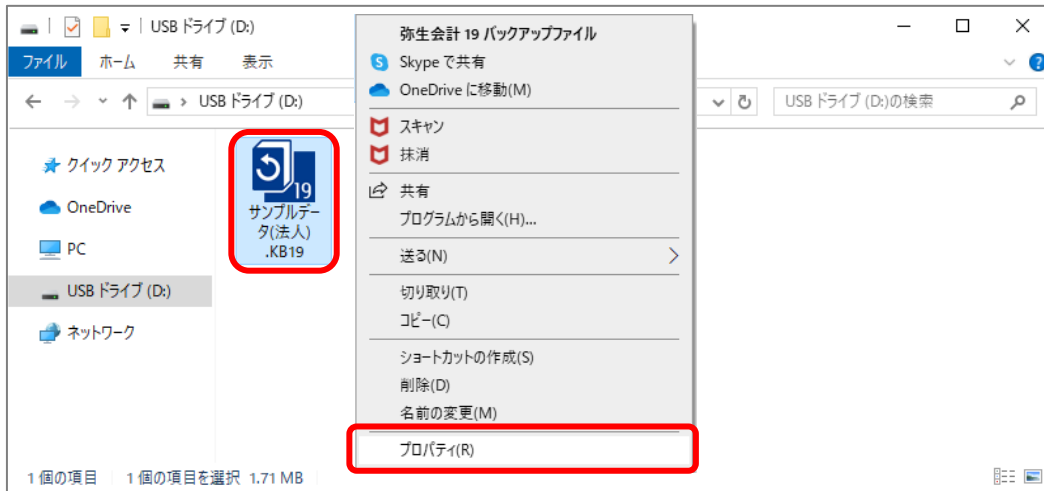 USB ドライブ (D:)
ファイル ホーム 共有 表示
USB ドライブ (D:)
USB ドライブ (D:)の検索
クイック アクセス
OneDrive
PC
USB ドライブ (D:)
ネットワーク
19
サンプルデー
タ(法人)
.KB19
弥生会計 19 バックアップファイル
Skype で共有
OneDrive に移動(M)
スキャン
抹消
共有
プログラムから開く(H)...
送る(N)
切り取り(T)
コピー(C)
ショートカットの作成(S)
削除(D)
名前の変更(M)
プロパティ(R)
1 個の項目 1 個の項目を選択 1.71 MB